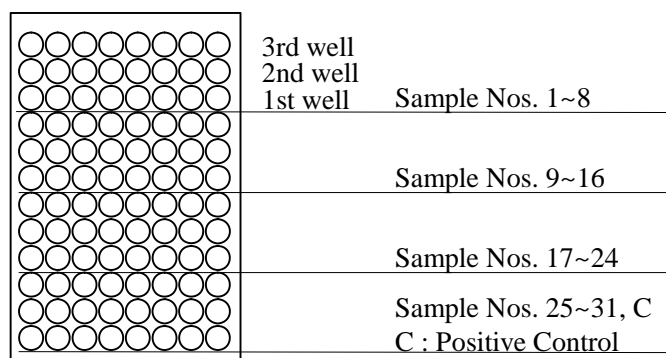 3rd well
2nd well
1st well Sample Nos. 1~8
Sample Nos. 9~16
Sample Nos. 17~24
Sample Nos. 25~31, C
C : Positive Control